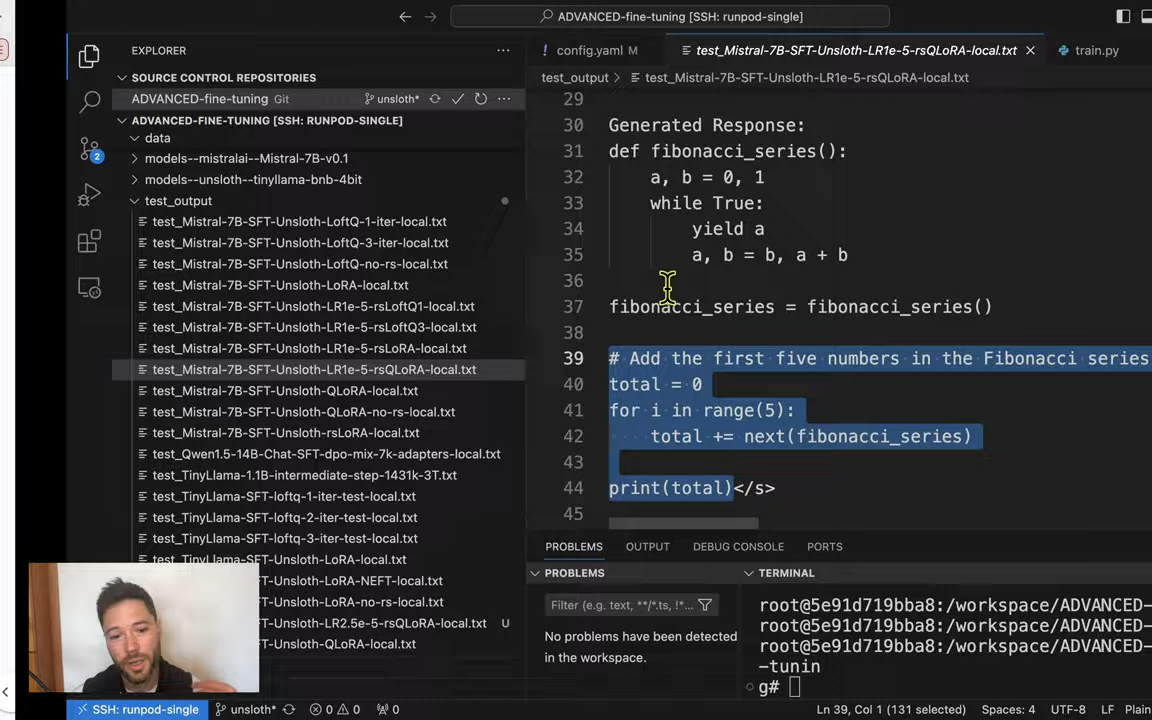 ADVANCED-fine-tuning [SSH: runpod-single]
EXPLORER
SOURCE CONTROL REPOSITORIES
ADVANCED-fine-tuning Git unsloth*
ADVANCED-FINE-TUNING [SSH: RUNPOD-SINGLE]
data
models--mistralai--Mistral-7B-v0.1
models--unsloth--tinyllama-bnb-4bit
test_output
test_Mistral-7B-SFT-Unsloth-LoftQ-1-iter-local.txt
test_Mistral-7B-SFT-Unsloth-LoftQ-3-iter-local.txt
test_Mistral-7B-SFT-Unsloth-LoftQ-no-rs-local.txt
test_Mistral-7B-SFT-Unsloth-LoRA-local.txt
test_Mistral-7B-SFT-Unsloth-LR1e-5-rsLoftQ1-local.txt
test_Mistral-7B-SFT-Unsloth-LR1e-5-rsLoftQ3-local.txt
test_Mistral-7B-SFT-Unsloth-LR1e-5-rsLoRA-local.txt
test_Mistral-7B-SFT-Unsloth-LR1e-5-rsQLoRA-local.txt
test_Mistral-7B-SFT-Unsloth-QLoRA-local.txt
test_Mistral-7B-SFT-Unsloth-QLoRA-no-rs-local.txt
test_Mistral-7B-SFT-Unsloth-rsLoRA-local.txt
test_Qwen1.5-14B-Chat-SFT-dpo-mix-7k-adapters-local.txt
test_TinyLlama-1.1B-intermediate-step-1431k-3T.txt
test_TinyLlama-SFT-loftq-1-iter-test-local.txt
test_TinyLlama-SFT-loftq-2-iter-test-local.txt
test_TinyLlama-SFT-loftq-3-iter-test-local.txt
test_TinyLlama-SFT-Unsloth-LoRA-local.txt
-SFT-Unsloth-LoRA-NEFT-local.txt
-SFT-Unsloth-LoRA-no-rs-local.txt
-SFT-Unsloth-LR2.5e-5-rsQLoRA-local.txt U
-SFT-Unsloth-QLoRA-local.txt
2
config.yaml M
test_Mistral-7B-SFT-Unsloth-LR1e-5-rsQLoRA-local.txt
train.py
test_output > test_Mistral-7B-SFT-Unsloth-LR1e-5-rsQLoRA-local.txt
29
30 Generated Response:
31 def fibonacci_series():
32 a, b = 0, 1
33 while True:
34 yield a
35 a, b = b, a + b
36
37 fibonacci_series = fibonacci_series()
38
39 # Add the first five numbers in the Fibonacci series
40 total = 0
41 for i in range(5):
42 total += next(fibonacci_series)
43
44 print(total)</s>
45
PROBLEMS OUTPUT DEBUG CONSOLE PORTS
PROBLEMS
Filter (e.g. text, **/*.ts, !*...
No problems have been detected
in the workspace.
TERMINAL
root@5e91d719bba8:/workspace/ADVANCED-
root@5e91d719bba8:/workspace/ADVANCED-
root@5e91d719bba8:/workspace/ADVANCED-
-tunin
g#
SSH: runpod-single unsloth* 0 0 0 Ln 39, Col 1 (131 selected) Spaces: 4 UTF-8 LF Plain